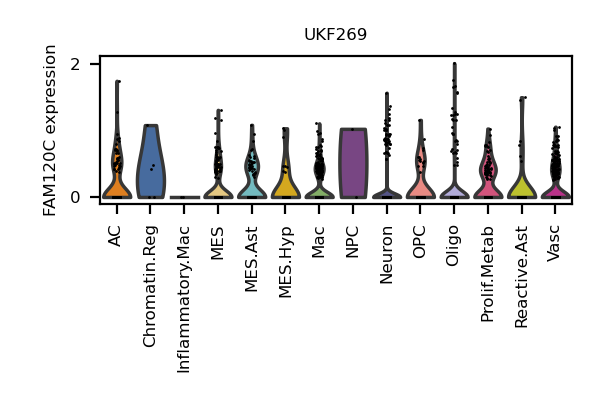 UKF269
FAM120C expression
2
0
AC
Chromatin.Reg
Inflammatory.Mac
MES
MES.Ast
MES.Hyp
Mac
NPC
Neuron
OPC
Oligo
Prolif.Metab
Reactive.Ast
Vasc